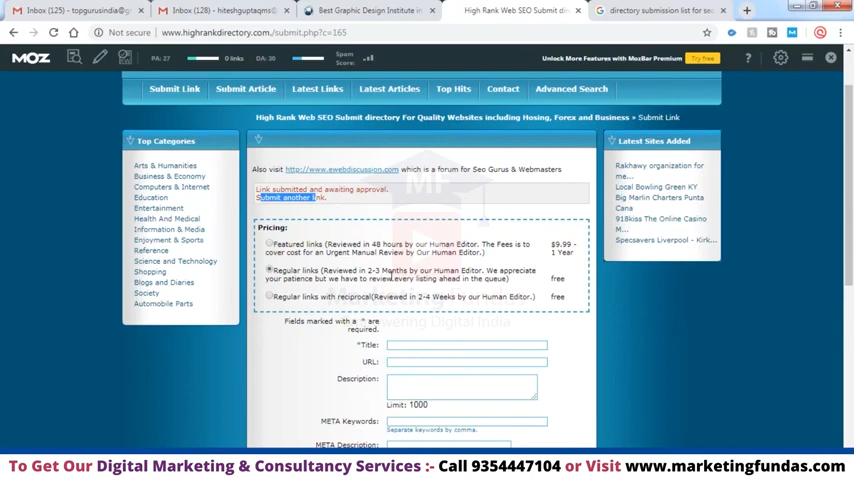 Inbox (125) - topgurusindia@g
Inbox (128) - hiteshguptaqms@
Best Graphic Design Institute in
High Rank Web SEO Submit dire
directory submission list for se
Not secure | www.highrankdirectory.com./submit.php?c=165
MOZ
PA: 27
0 links
DA: 30
Spam
Score:
Unlock More Features with MozBar Premium
Try free
Submit Link
Submit Article
Latest Links
Latest Articles
Top Hits
Contact
Advanced Search
High Rank Web SEO Submit directory For Quality Websites including Hosing, Forex and Business » Submit Link
Top Categories
Arts & Humanities
Business & Economy
Computers & Internet
Education
Entertainment
Health And Medical
Information & Media
Enjoyment & Sports
Reference
Science and Technology
Shopping
Blogs and Diaries
Society
Automobile Parts
Also visit http://www.ewebdiscussion.com which is a forum for Seo Gurus & Webmasters
Link submitted and awaiting approval.
Submit another link.
Pricing:
Featured links (Reviewed in 48 hours by our Human Editor. The Fees is to
cover cost for an Urgent Manual Review by Our Human Editor.)
$9.99 -
1 Year
Regular links (Reviewed in 2-3 Months by our Human Editor. We appreciate
your patience but we have to review every listing ahead in the queue)
free
Regular links with reciprocal(Reviewed in 2-4 Weeks by our Human Editor.)
free
MF
Marketing Fundas
Empowering Digital India
Fields marked with a * are
required.
*Title:
URL:
Description:
Limit: 1000
META Keywords:
Separate keywords by comma.
META Description:
Latest Sites Added
Rakhawy organization for
me...
Local Bowling Green KY
Big Marlin Charters Punta
Cana
918kiss The Online Casino
M...
Specsavers Liverpool - Kirk...
To Get Our Digital Marketing & Consultancy Services :- Call 9354447104 or Visit www.marketingfundas.com